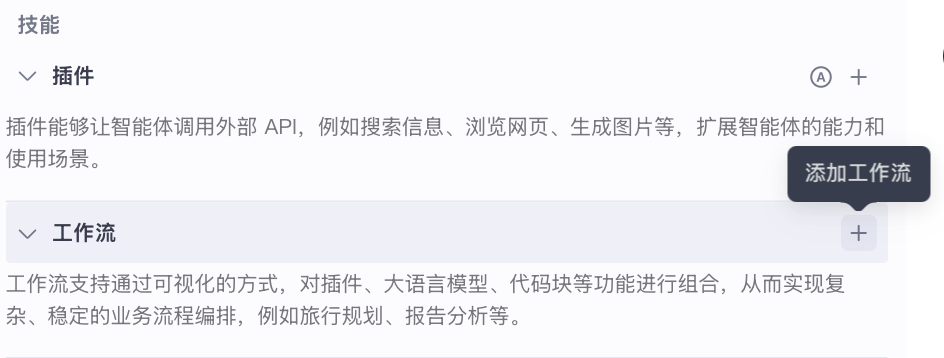 技能
插件
A
插件能够让智能体调用外部 API，例如搜索信息、浏览网页、生成图片等，扩展智能体的能力和
使用场景。
添加工作流
工作流
工作流支持通过可视化的方式，对插件、大语言模型、代码块等功能进行组合，从而实现复
杂、稳定的业务流程编排，例如旅行规划、报告分析等。